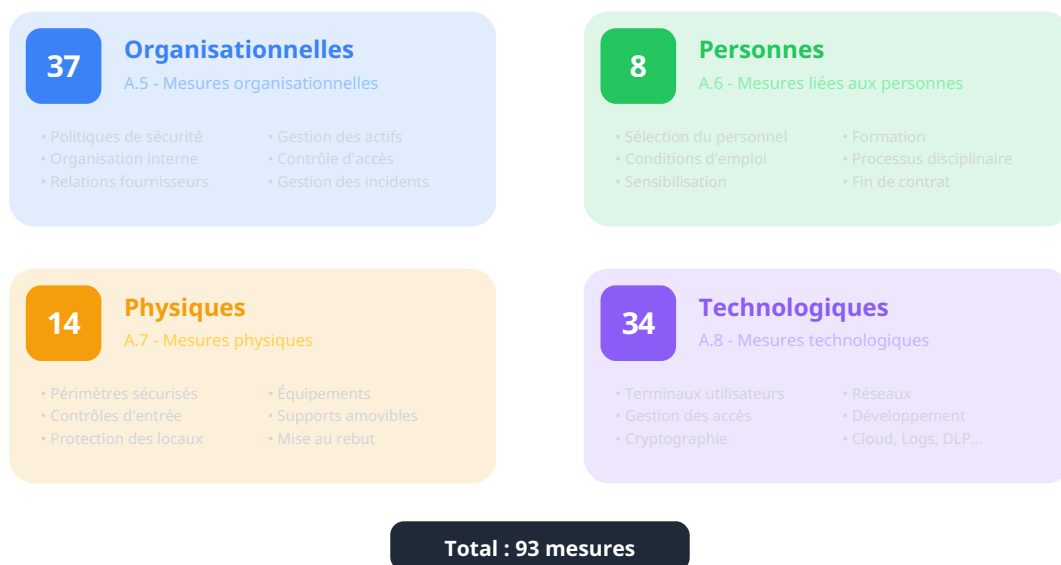 37
Organisationnelles
A.5 - Mesures organisationnelles
• Politiques de sécurité
• Organisation interne
• Relations fournisseurs
• Gestion des actifs
• Contrôle d'accès
• Gestion des incidents
8
Personnes
A.6 - Mesures liées aux personnes
• Sélection du personnel
• Conditions d'emploi
• Sensibilisation
• Formation
• Processus disciplinaire
• Fin de contrat
14
Physiques
A.7 - Mesures physiques
• Périmètres sécurisés
• Contrôles d'entrée
• Protection des locaux
• Équipements
• Supports amovibles
• Mise au rebut
34
Technologiques
A.8 - Mesures technologiques
• Terminaux utilisateurs
• Gestion des accès
• Cryptographie
• Réseaux
• Développement
• Cloud, Logs, DLP...
Total : 93 mesures